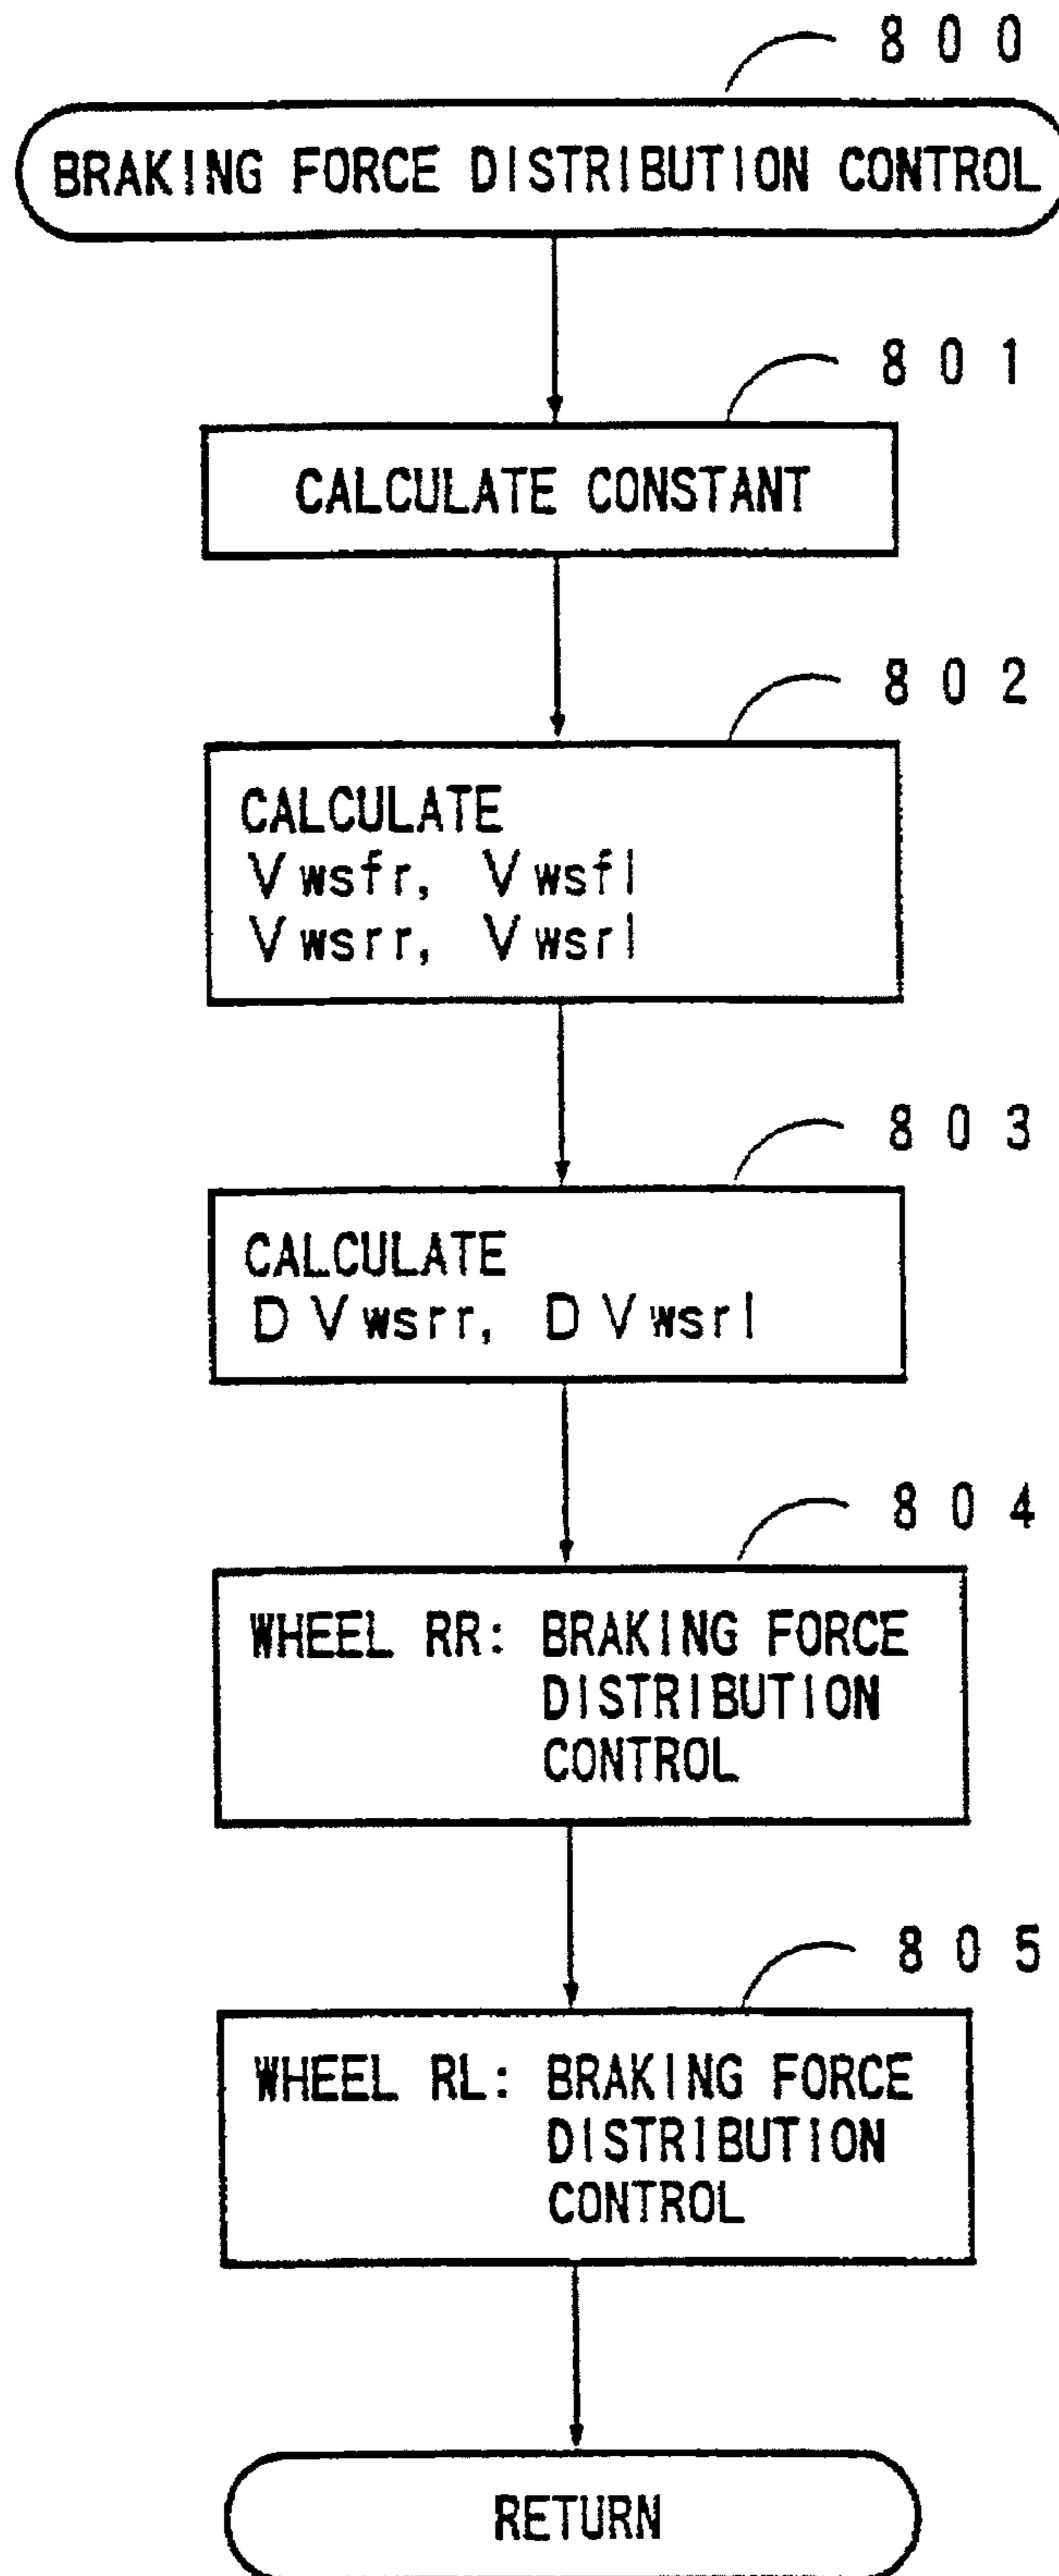 800
BRAKING FORCE DISTRIBUTION CONTROL
801
CALCULATE CONSTANT
802
CALCULATE
Vwsfr, Vwsfl
Vwsrr, Vwsrl
803
CALCULATE
DVwsrr, DVwsrl
804
WHEEL RR: BRAKING FORCE
DISTRIBUTION
CONTROL
805
WHEEL RL: BRAKING FORCE
DISTRIBUTION
CONTROL
RETURN